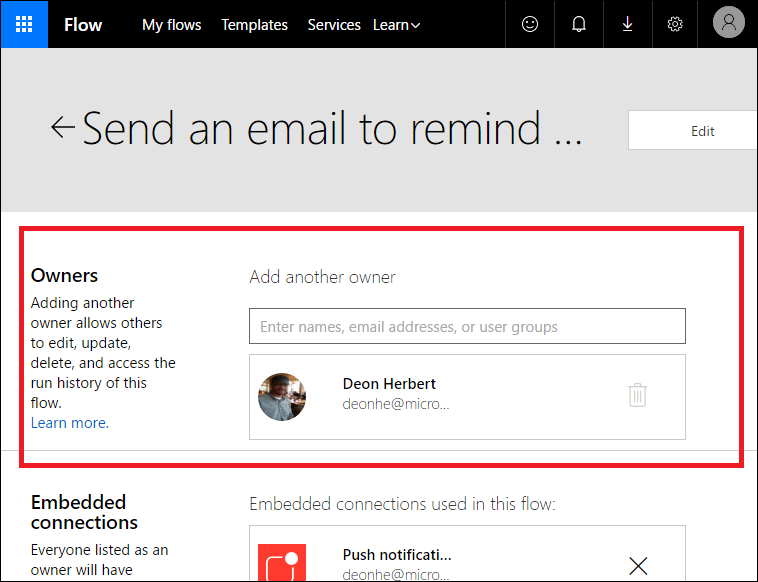 Flow My flows Templates Services Learn
Send an email to remind ...
Edit
Owners
Adding another
owner allows others
to edit, update,
delete, and access the
run history of this
flow.
Learn more.
Add another owner
Enter names, email addresses, or user groups
Deon Herbert
deonhe@micro...
Embedded
connections
Everyone listed as an
owner will have
Embedded connections used in this flow:
Push notificati...
deonhe@micro...